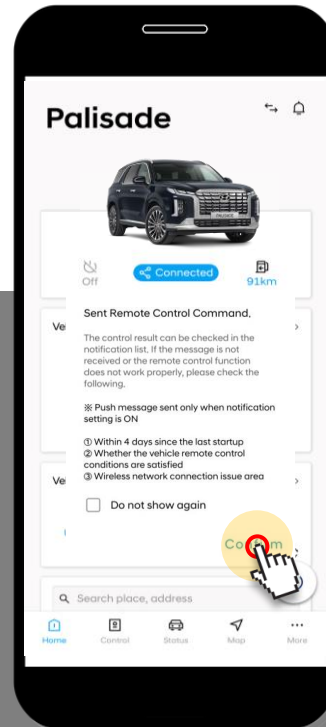 Palisade
PALISADE
Off
Connected
91km
Sent Remote Control Command.
Ve
The control result can be checked in the
notification list. If the message is not
received or the remote control function
does not work properly, please check the
following.
※ Push message sent only when notification
setting is ON
① Within 4 days since the last startup
② Whether the vehicle remote control
conditions are satisfied
Ve
③ Wireless network connection issue area
Do not show again
Search place, address
Home
Control
Status
Map
More